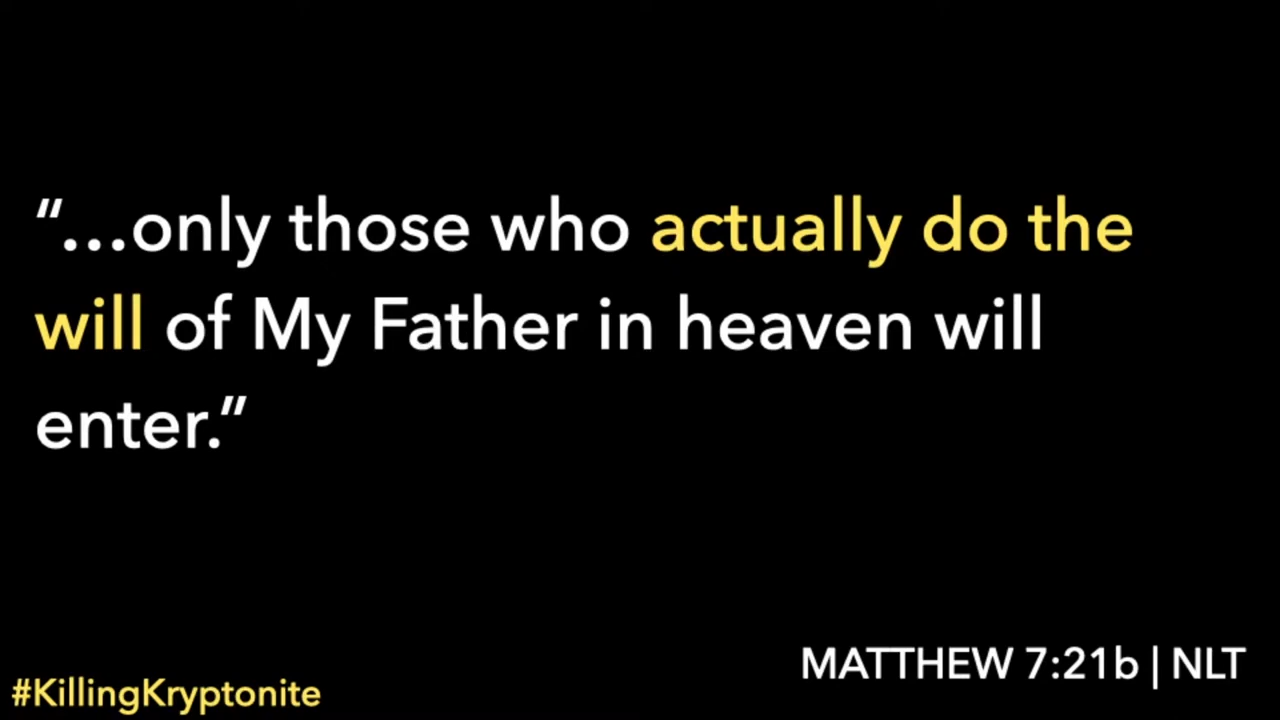 “...only those who actually do the
will of My Father in heaven will
enter.”
MATTHEW 7:21b | NLT
#KillingKryptonite